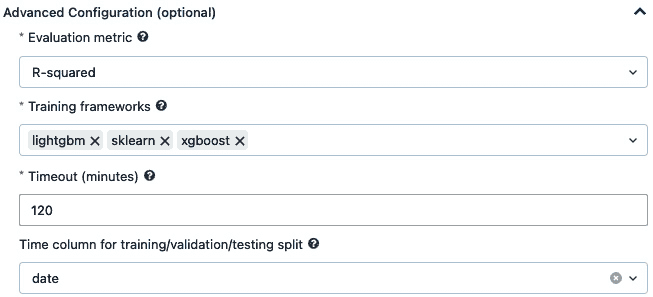 Advanced Configuration (optional)
* Evaluation metric ?
R-squared
* Training frameworks ?
lightgbm × sklearn × xgboost ×
* Timeout (minutes) ?
120
Time column for training/validation/testing split ?
date